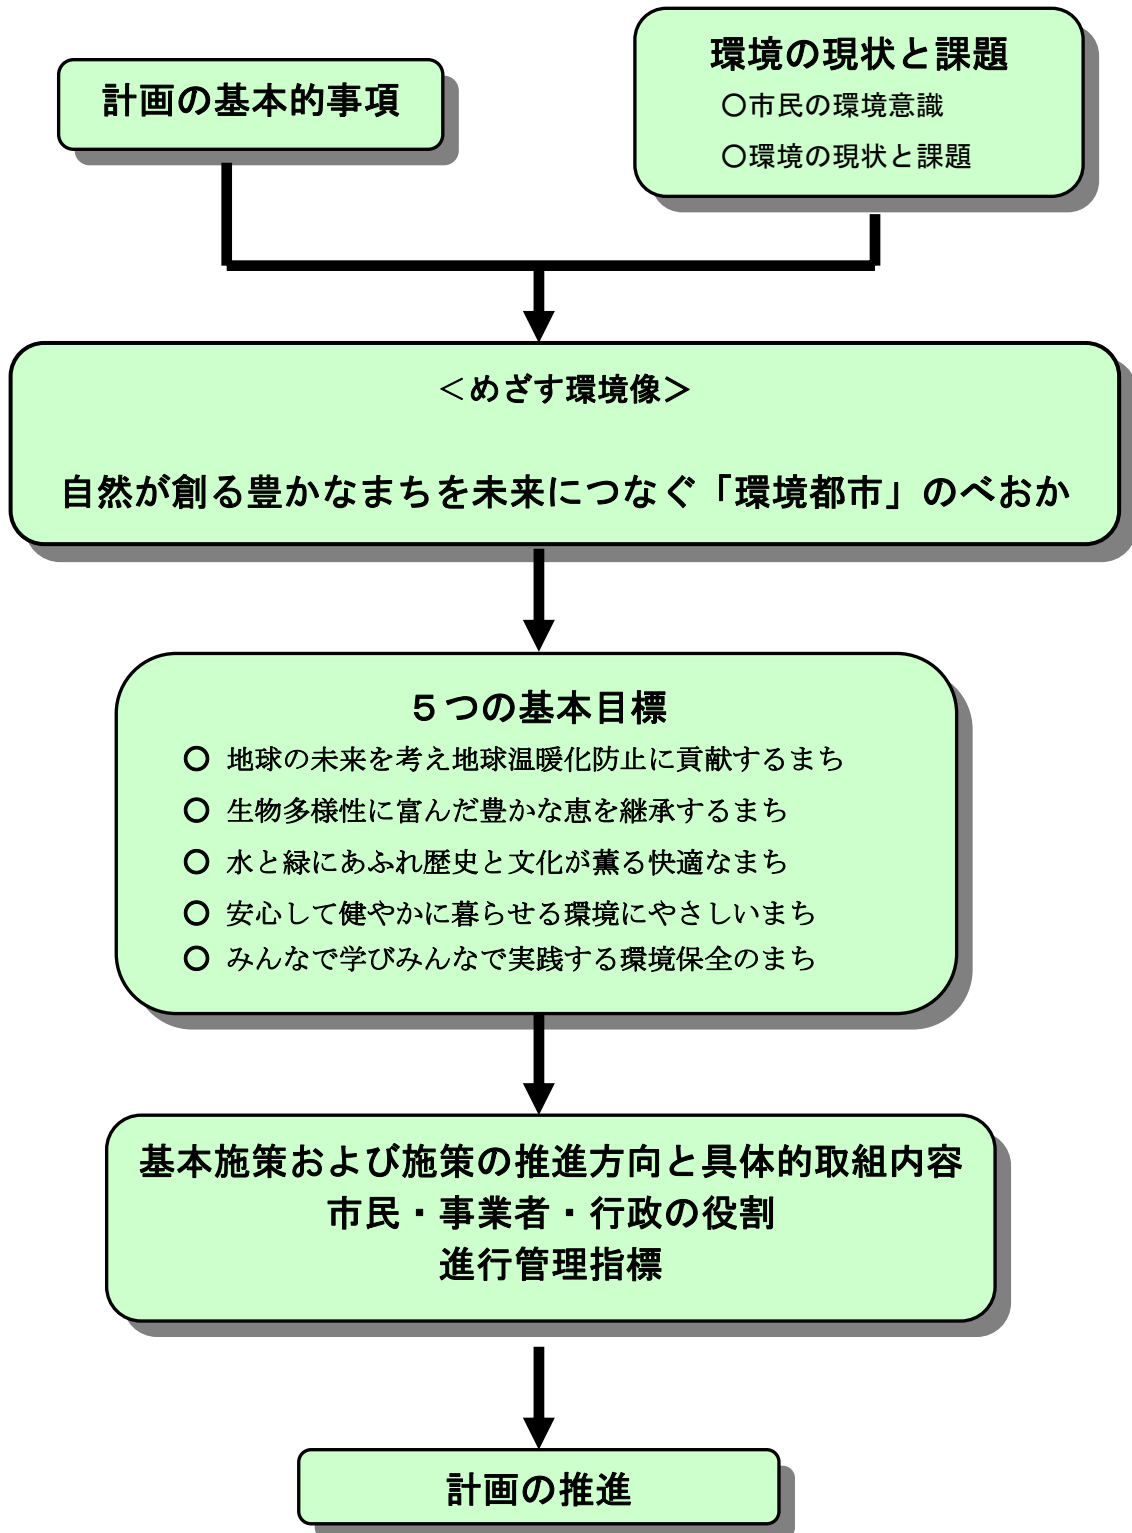 計画の基本的事項
環境の現状と課題
○市民の環境意識
○環境の現状と課題
＜めざす環境像＞
自然が創る豊かなまちを未来につなぐ「環境都市」のべおか
５つの基本目標
○ 地球の未来を考え地球温暖化防止に貢献するまち
○ 生物多様性に富んだ豊かな恵を継承するまち
○ 水と緑にあふれ歴史と文化が薫る快適なまち
○ 安心して健やかに暮らせる環境にやさしいまち
○ みんなで学びみんなで実践する環境保全のまち
基本施策および施策の推進方向と具体的取組内容
市民・事業者・行政の役割
進行管理指標
計画の推進